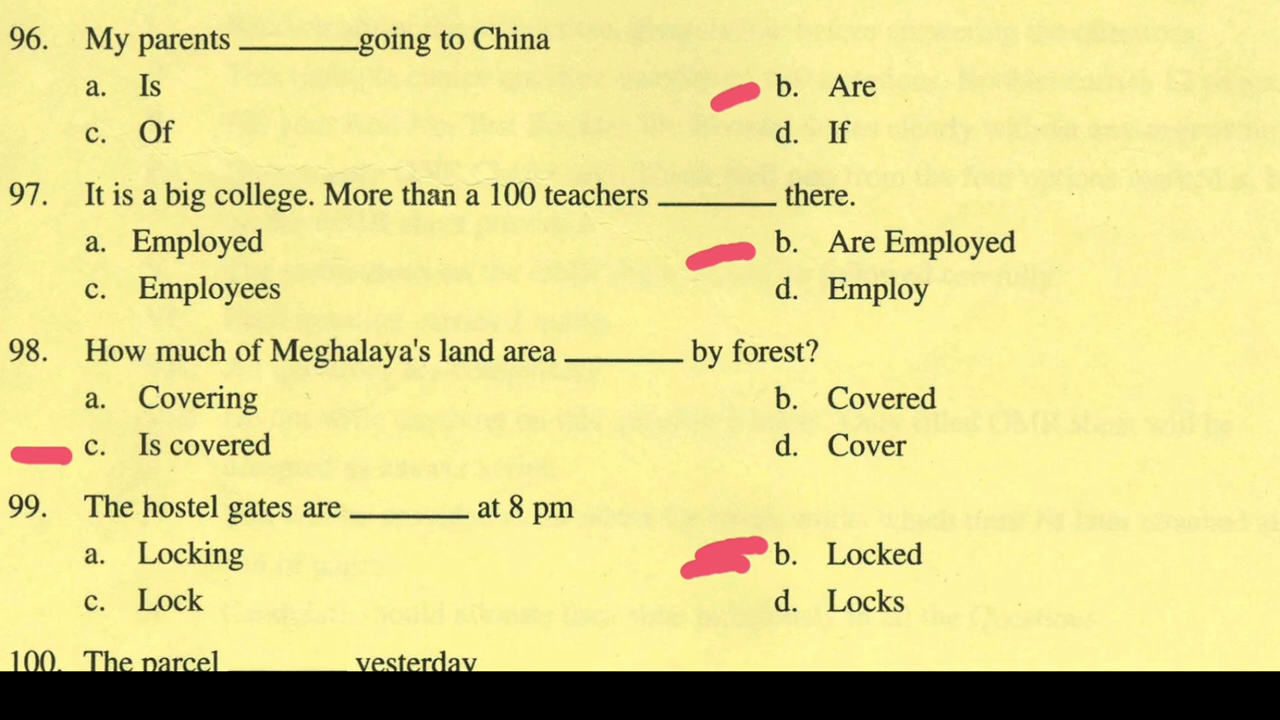 96. My parents ________going to China
a. Is b. Are
c. Of d. If
97. It is a big college. More than a 100 teachers ________ there.
a. Employed b. Are Employed
c. Employees d. Employ
98. How much of Meghalaya's land area ________ by forest?
a. Covering b. Covered
c. Is covered d. Cover
99. The hostel gates are ________ at 8 pm
a. Locking b. Locked
c. Lock d. Locks
100. The parcel ________ yesterday